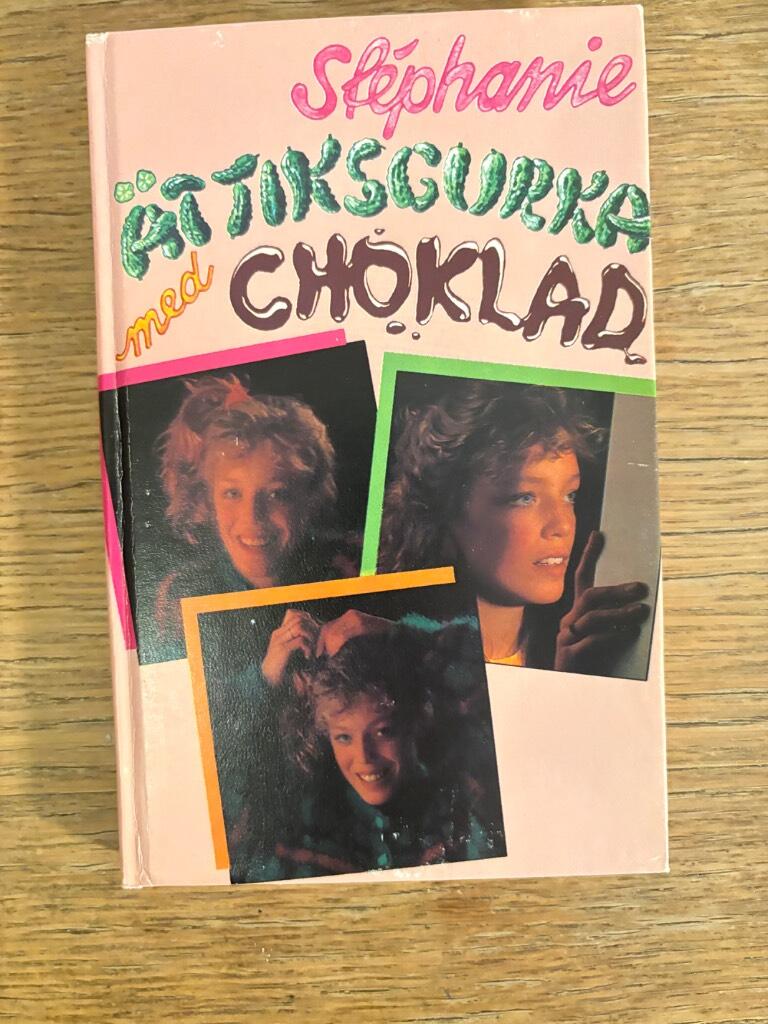 Stéphanie
ÄTTIKSGURKA
med
CHOKLAD